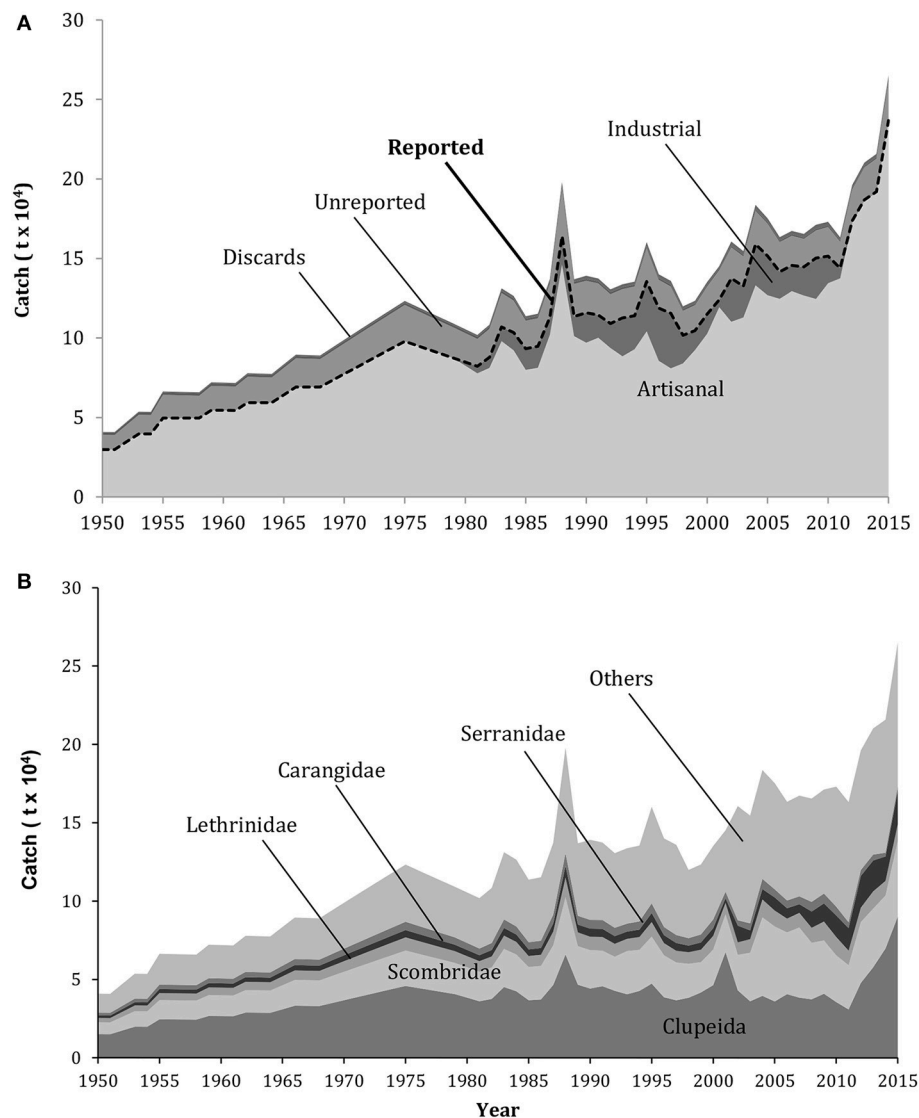 A
30
25
20
15
10
5
0
Catch ( t x 10⁴)
Industrial
Reported
Unreported
Discards
Artisanal
1950 1955 1960 1965 1970 1975 1980 1985 1990 1995 2000 2005 2010 2015
B
30
25
20
15
10
5
0
Catch ( t x 10⁴)
Others
Serranidae
Carangidae
Lethrinidae
Scombridae
Clupeida
1950 1955 1960 1965 1970 1975 1980 1985 1990 1995 2000 2005 2010 2015
Year